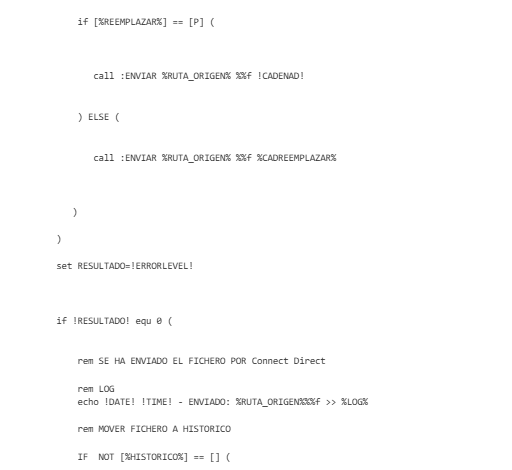 if [%REEMPLAZAR%] == [P] (
call :ENVIAR %RUTA_ORIGEN% %%f !CADENAD!
) ELSE (
call :ENVIAR %RUTA_ORIGEN% %%f %CADREEMPLAZAR%
)
)
set RESULTADO=!ERRORLEVEL!
if !RESULTADO! equ 0 (
rem SE HA ENVIADO EL FICHERO POR Connect Direct
rem LOG
echo !DATE! !TIME! - ENVIADO: %RUTA_ORIGEN%%%f >> %LOG%
rem MOVER FICHERO A HISTORICO
IF NOT [%HISTORICO%] == [] (